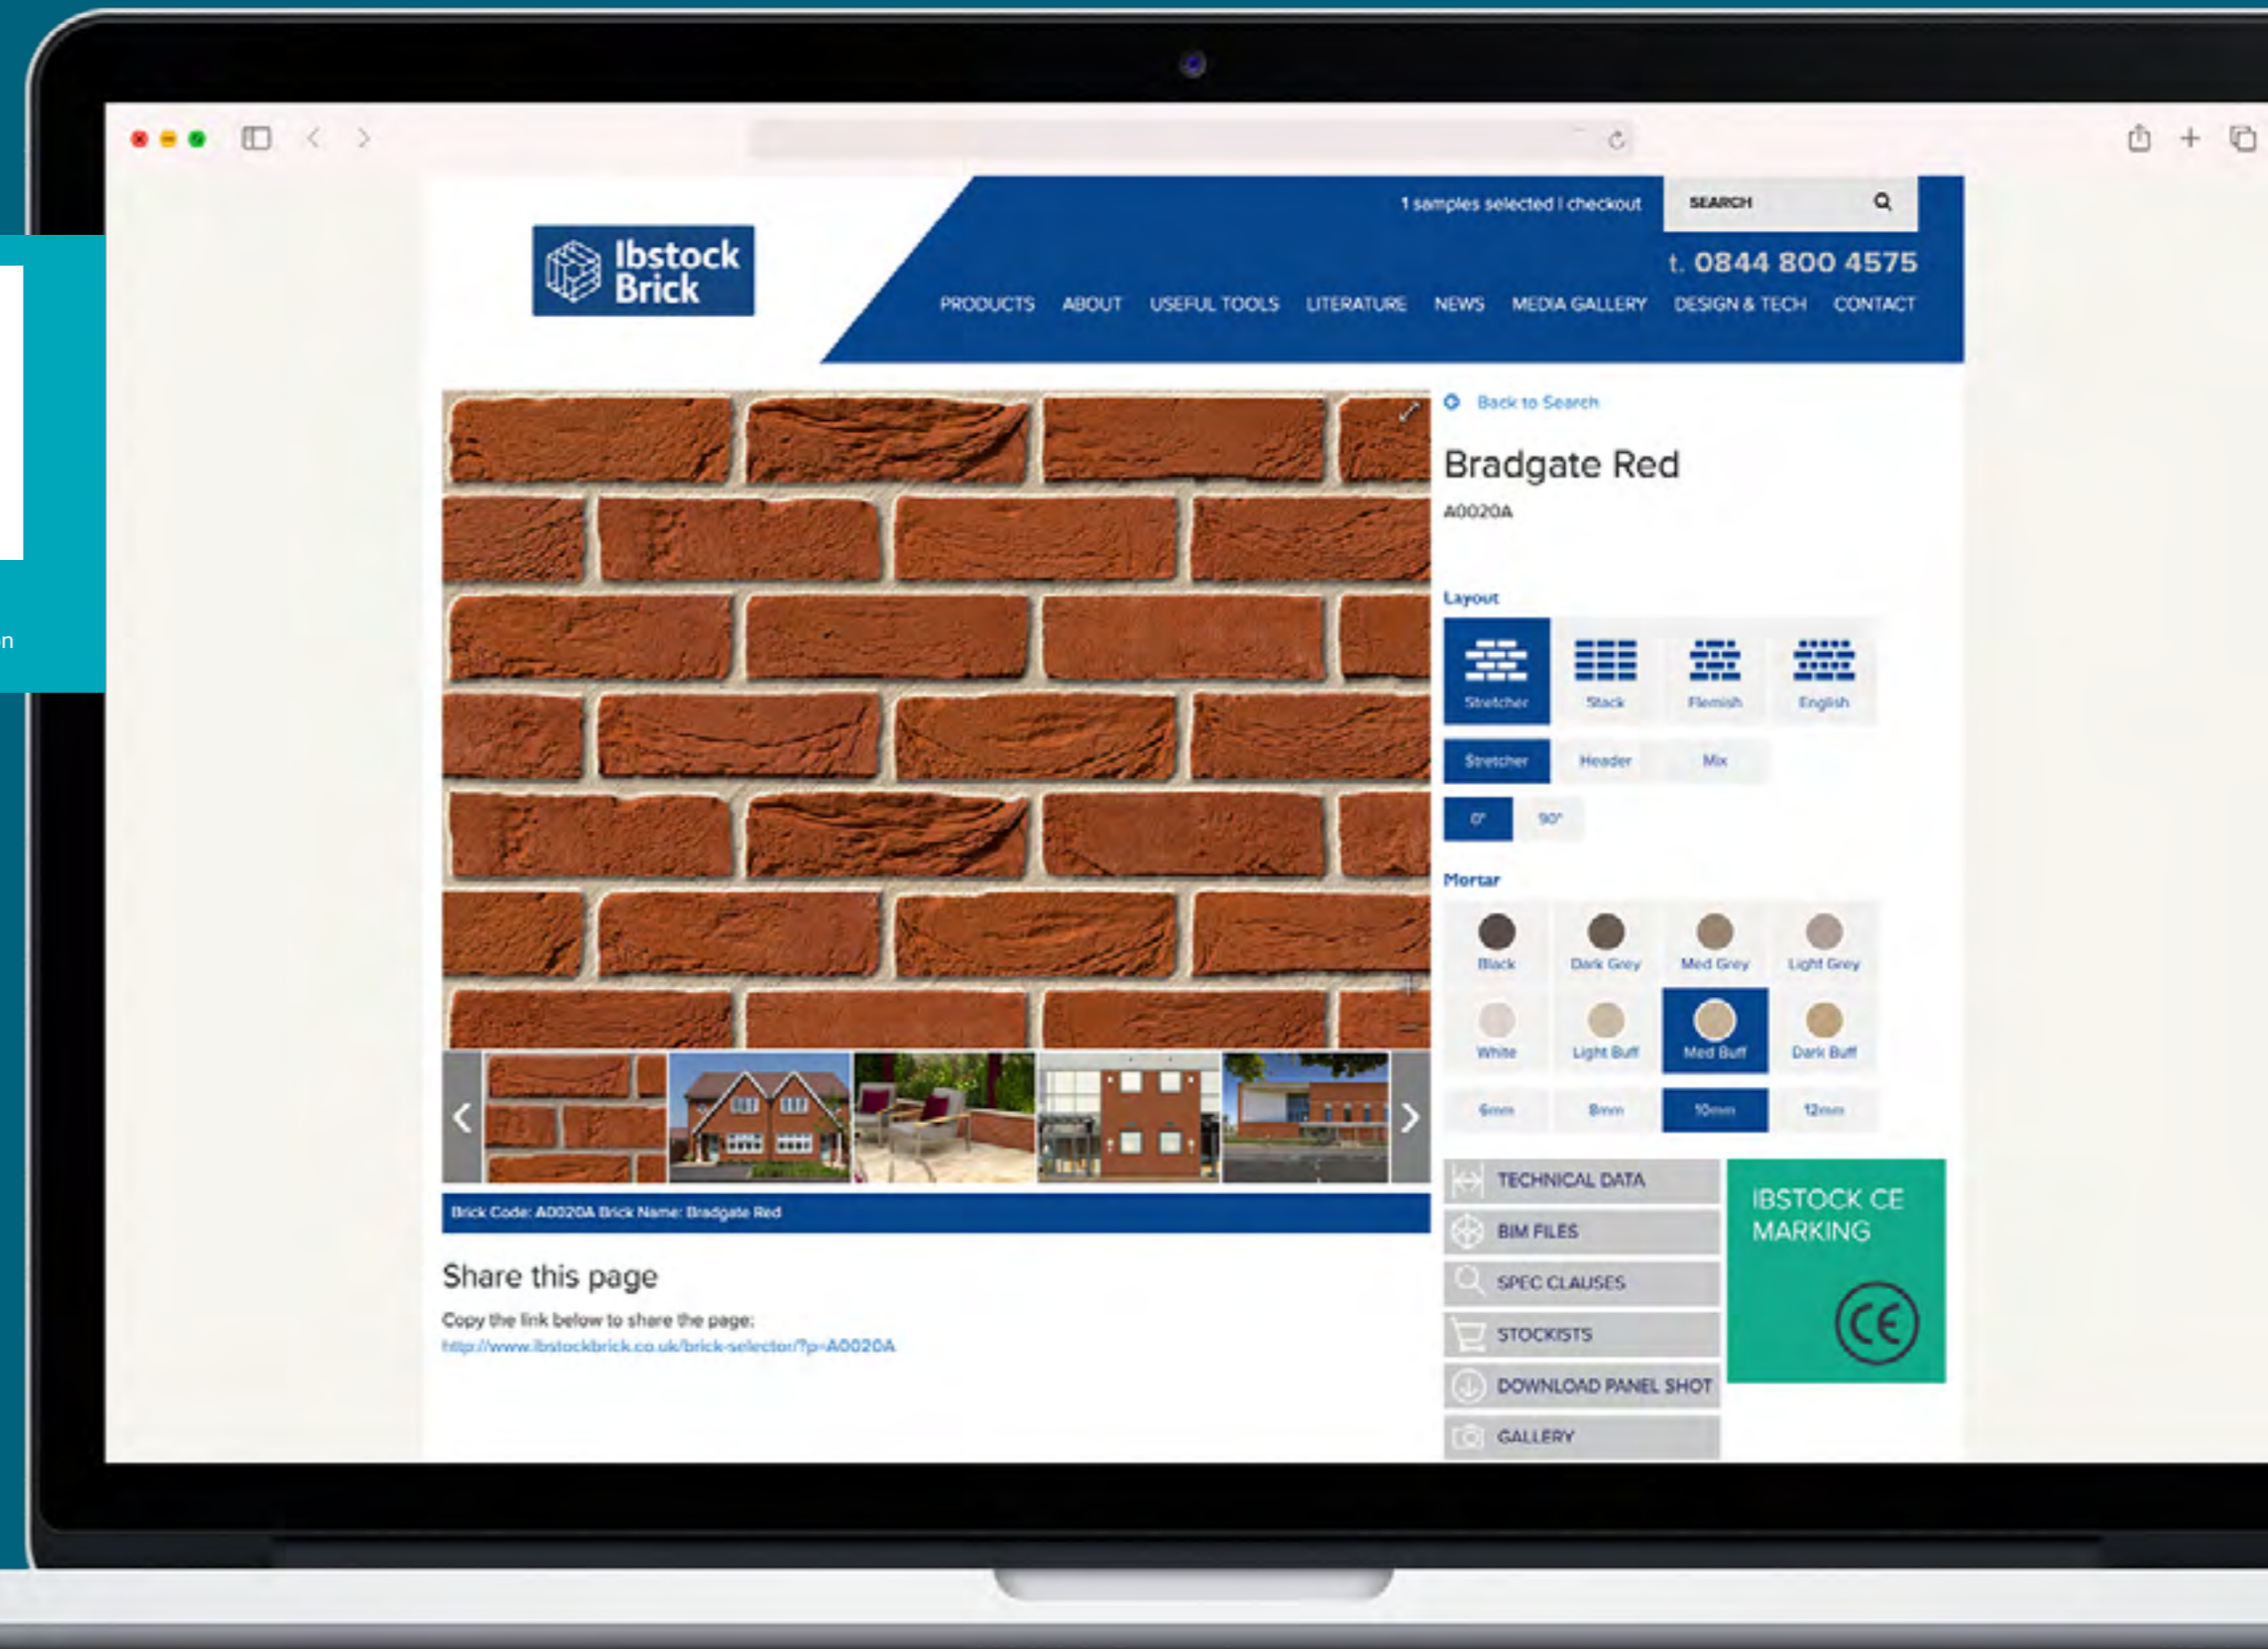 on
1 samples selected | checkout
SEARCH
Ibstock
Brick
t. 0844 800 4575
PRODUCTS ABOUT USEFUL TOOLS LITERATURE NEWS MEDIA GALLERY DESIGN & TECH CONTACT
Back to Search
Bradgate Red
A0020A
Layout
Stretcher Stack Flemish English
Stretcher Header Mix
0° 90°
Mortar
Black Dark Grey Med Grey Light Grey
White Light Buff Med Buff Dark Buff
6mm 8mm 10mm 12mm
Brick Code: A0020A Brick Name: Bradgate Red
Share this page
Copy the link below to share the page:
http://www.ibstockbrick.co.uk/brick-selector/?p=A0020A
TECHNICAL DATA
BIM FILES
SPEC CLAUSES
STOCKISTS
DOWNLOAD PANEL SHOT
GALLERY
IBSTOCK CE
MARKING
CE